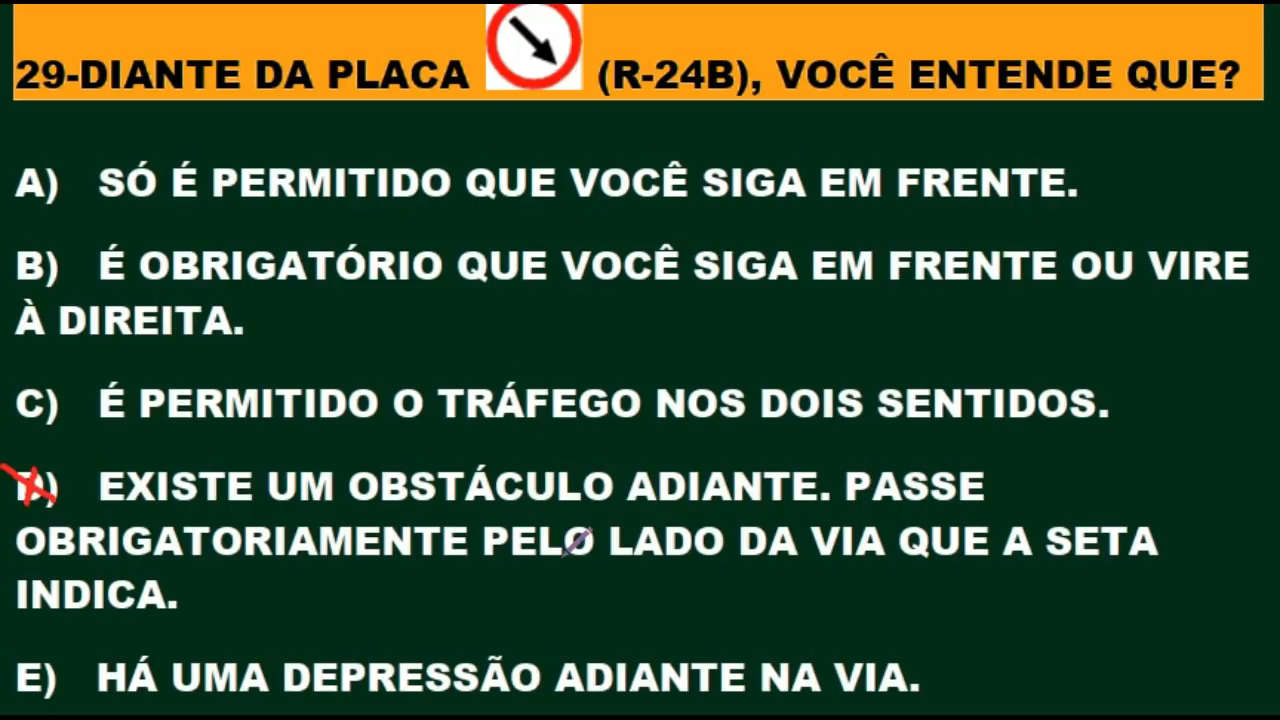 29-DIANTE DA PLACA (R-24B), VOCÊ ENTENDE QUE?
A) SÓ É PERMITIDO QUE VOCÊ SIGA EM FRENTE.
B) É OBRIGATÓRIO QUE VOCÊ SIGA EM FRENTE OU VIRE
À DIREITA.
C) É PERMITIDO O TRÁFEGO NOS DOIS SENTIDOS.
D) EXISTE UM OBSTÁCULO ADIANTE. PASSE
OBRIGATORIAMENTE PELO LADO DA VIA QUE A SETA
INDICA.
E) HÁ UMA DEPRESSÃO ADIANTE NA VIA.